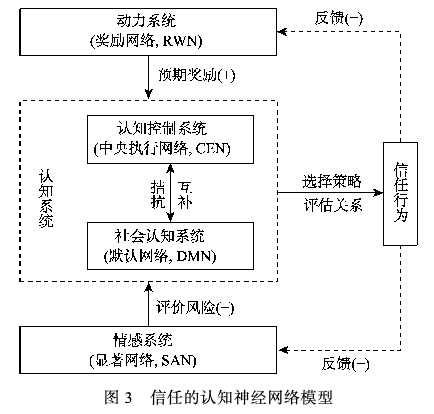 动力系统
(奖励网络, RWN)
反馈(−)
预期奖励(+)
认知控制系统
(中央执行网络, CEN)
认知系统
拮抗
互补
选择策略
评估关系
信任行为
社会认知系统
(默认网络, DMN)
评价风险(−)
情感系统
(显著网络, SAN)
反馈(−)
图 3 信任的认知神经网络模型